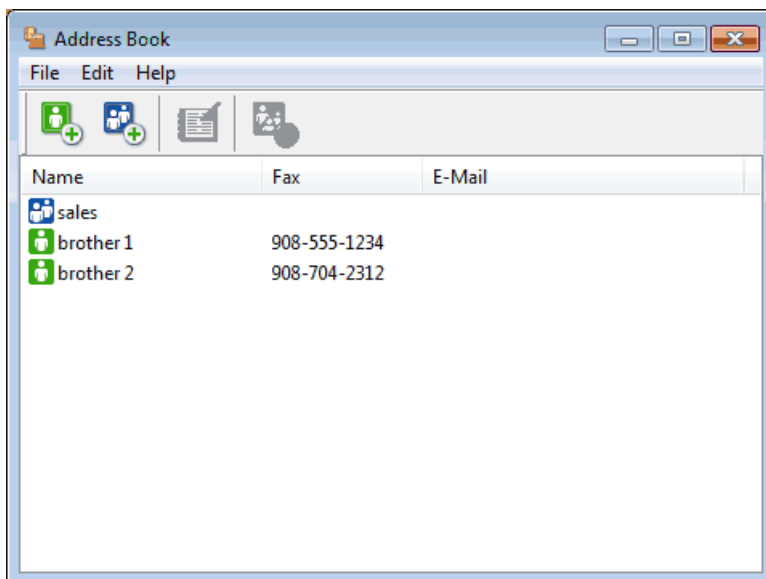 Address Book
File Edit Help
Name Fax E-Mail
sales
brother 1 908-555-1234
brother 2 908-704-2312